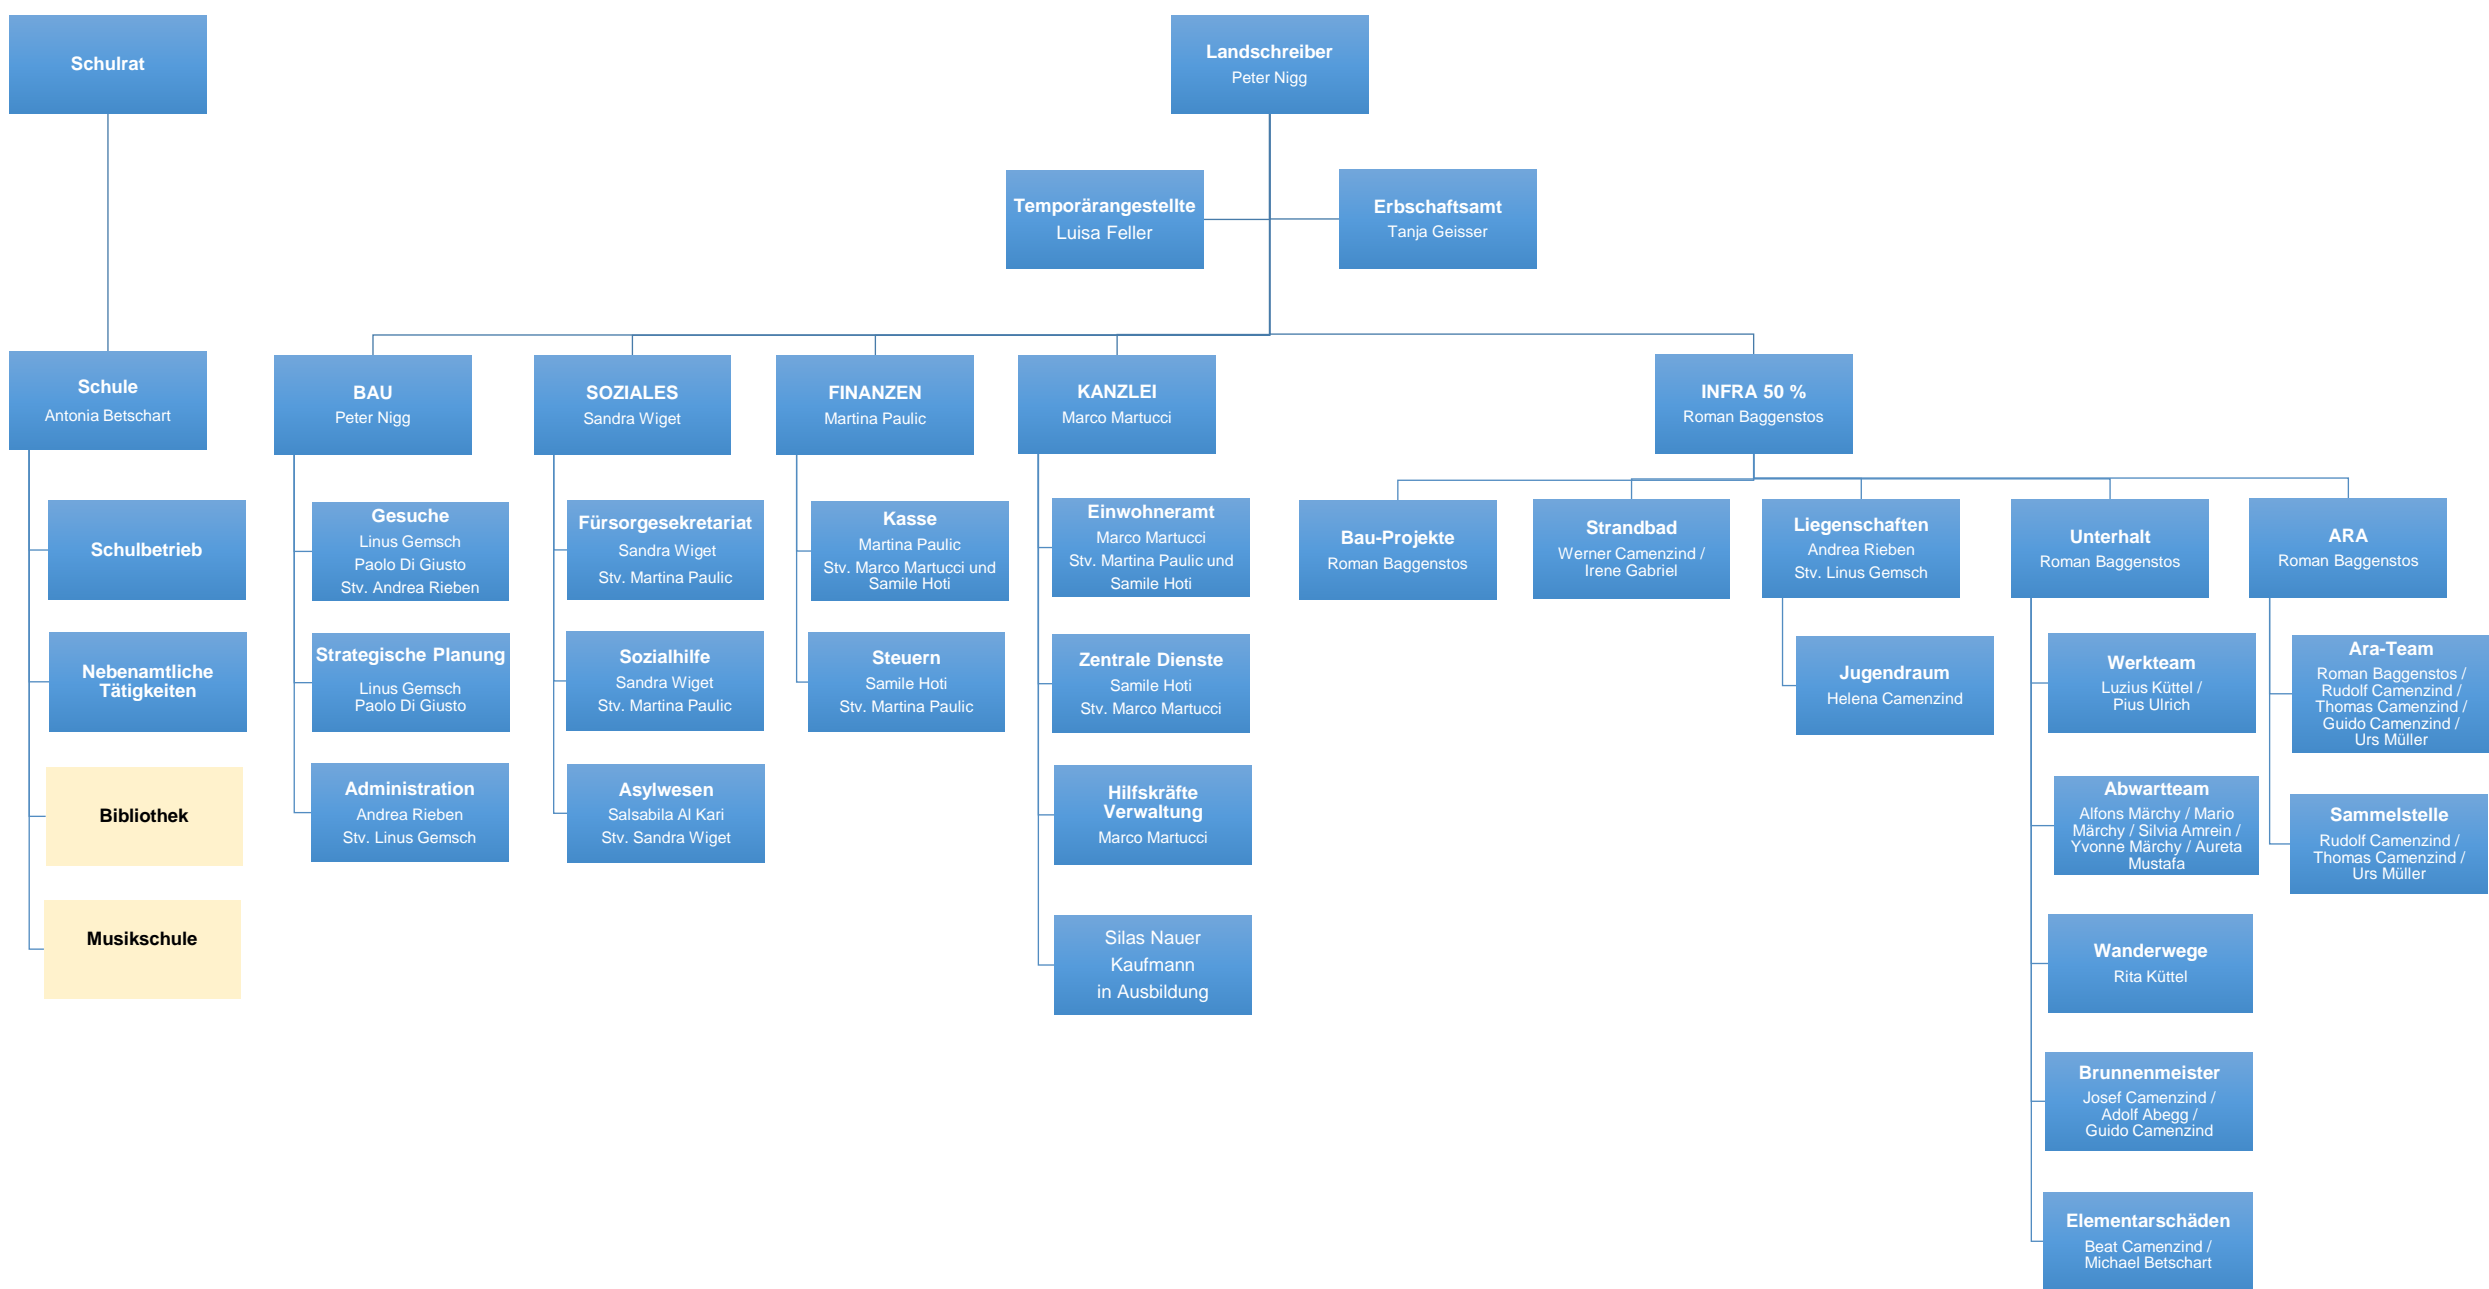 Schulrat
Landschreiber
Peter Nigg
Temporärangestellte
Luisa Feller
Erbschaftsamt
Tanja Geisser
Schule
Antonia Betschart
BAU
Peter Nigg
SOZIALES
Sandra Wiget
FINANZEN
Martina Paulic
KANZLEI
Marco Martucci
INFRA 50 %
Roman Baggenstos
Schulbetrieb
Nebenamtliche
Tätigkeiten
Bibliothek
Musikschule
Gesuche
Linus Gemsch
Paolo Di Giusto
Stv. Andrea Rieben
Strategische Planung
Linus Gemsch
Paolo Di Giusto
Administration
Andrea Rieben
Stv. Linus Gemsch
Fürsorgesekretariat
Sandra Wiget
Stv. Martina Paulic
Sozialhilfe
Sandra Wiget
Stv. Martina Paulic
Asylwesen
Salsabila Al Kari
Stv. Sandra Wiget
Kasse
Martina Paulic
Stv. Marco Martucci und
Samile Hoti
Steuern
Samile Hoti
Stv. Martina Paulic
Einwohneramt
Marco Martucci
Stv. Martina Paulic und
Samile Hoti
Zentrale Dienste
Samile Hoti
Stv. Marco Martucci
Hilfskräfte
Verwaltung
Marco Martucci
Silas Nauer
Kaufmann
in Ausbildung
Bau-Projekte
Roman Baggenstos
Strandbad
Werner Camenzind /
Irene Gabriel
Liegenschaften
Andrea Rieben
Stv. Linus Gemsch
Jugendraum
Helena Camenzind
Unterhalt
Roman Baggenstos
Werkteam
Luzius Küttel /
Pius Ulrich
Abwartteam
Alfons Märchy / Mario
Märchy / Silvia Amrein /
Yvonne Märchy / Aureta
Mustafa
Wanderwege
Rita Küttel
Brunnenmeister
Josef Camenzind /
Adolf Abegg /
Guido Camenzind
Elementarschäden
Beat Camenzind /
Michael Betschart
ARA
Roman Baggenstos
Ara-Team
Roman Baggenstos /
Rudolf Camenzind /
Thomas Camenzind /
Guido Camenzind /
Urs Müller
Sammelstelle
Rudolf Camenzind /
Thomas Camenzind /
Urs Müller